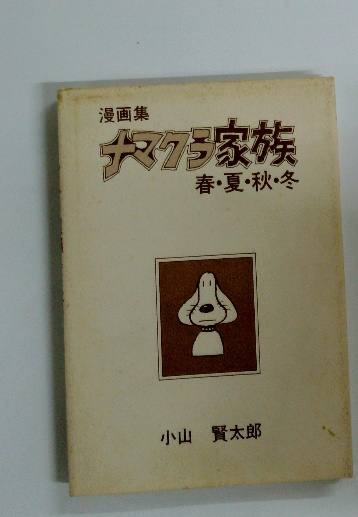 漫画集
ナマクラ家族
春・夏・秋・冬
小山 賢太郎